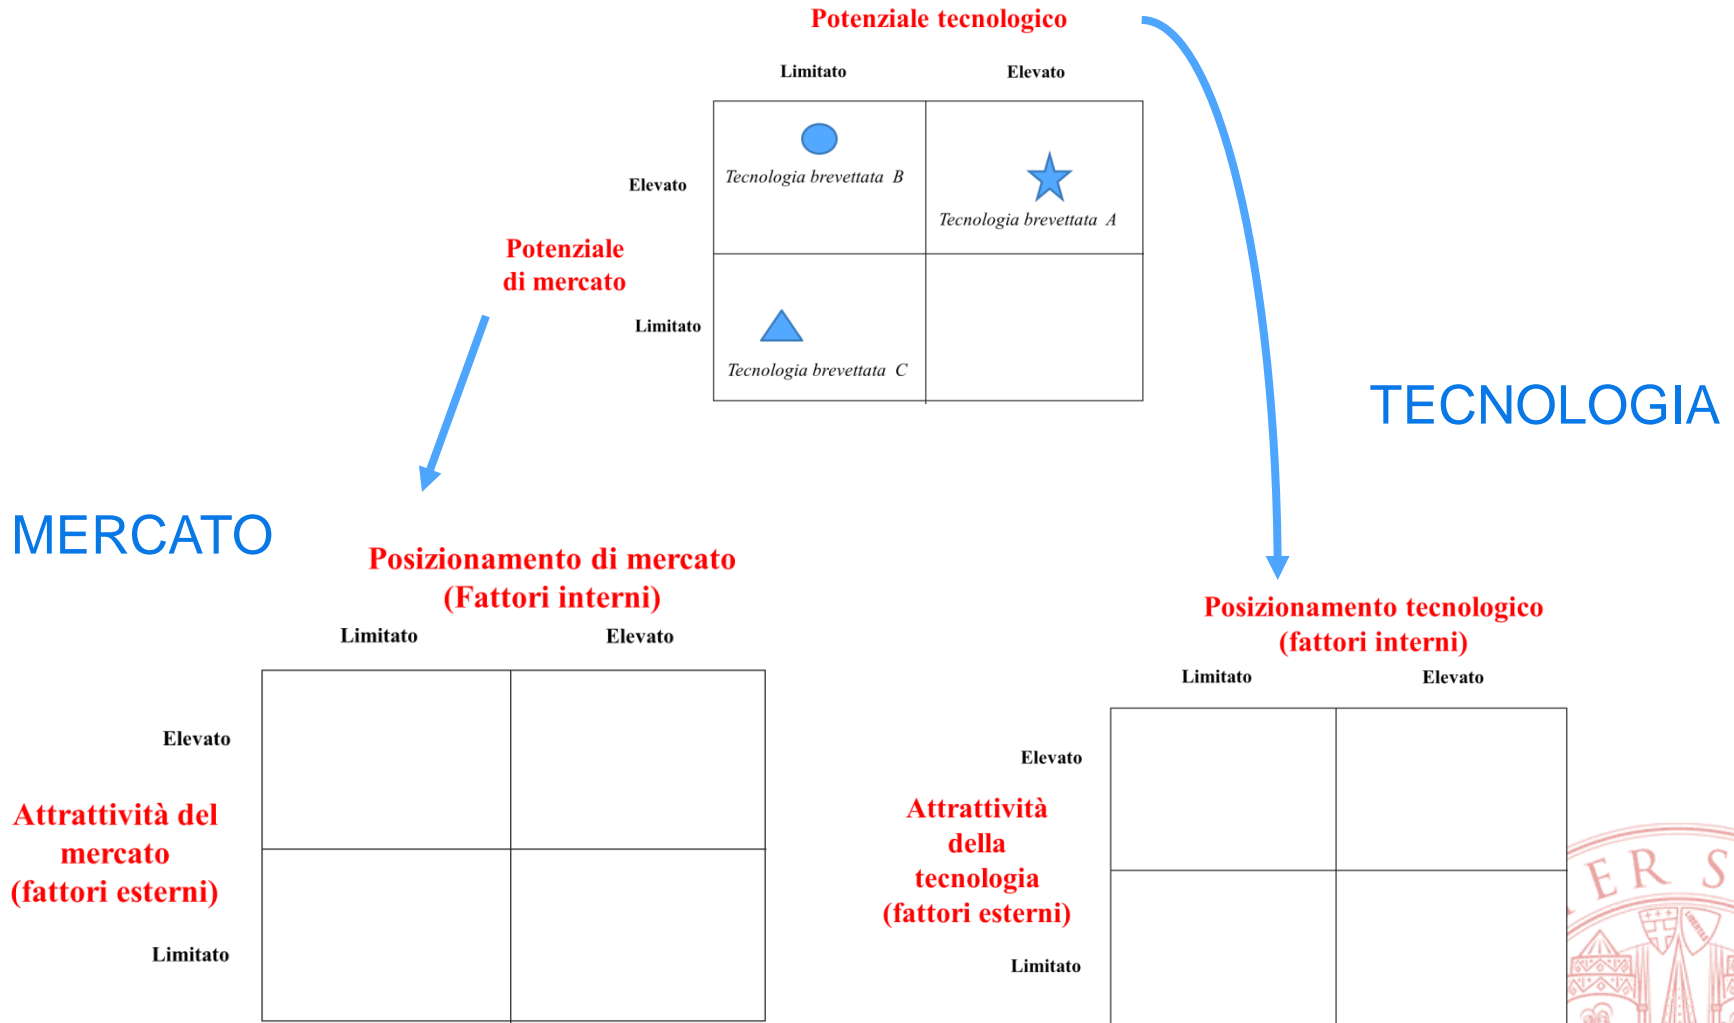 Potenziale tecnologico
Limitato
Elevato
Elevato
Tecnologia brevettata B
Tecnologia brevettata A
Potenziale
di mercato
Limitato
Tecnologia brevettata C
TECNOLOGIA
MERCATO
Posizionamento di mercato
(Fattori interni)
Limitato
Elevato
Elevato
Attrattività del
mercato
(fattori esterni)
Limitato
Posizionamento tecnologico
(fattori interni)
Limitato
Elevato
Elevato
Attrattività
della
tecnologia
(fattori esterni)
Limitato
ER S